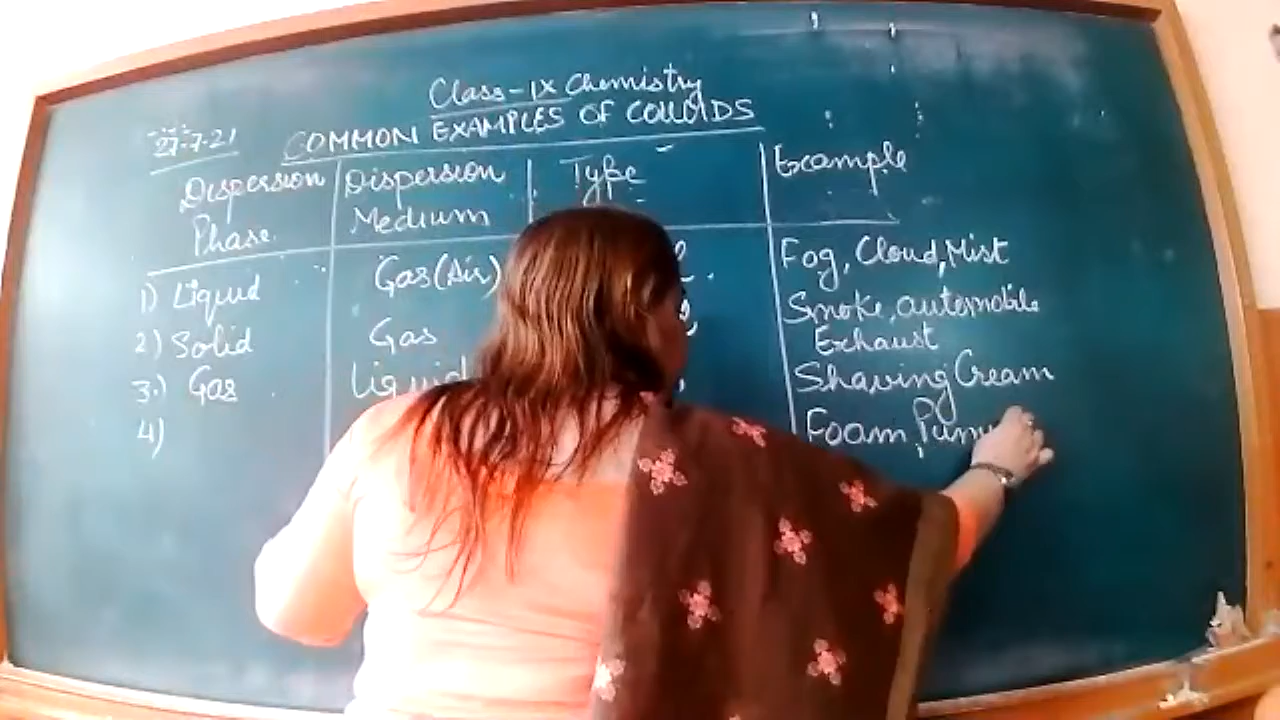 Class-IX Chemistry
27-7-21 COMMON EXAMPLES OF COLLOIDS
Dispersion Phase. Dispersion Medium Type Example
1) Liquid Gas(Air) Fog, Cloud, Mist
2) Solid Gas Smoke, automobile Exhaust
3.) Gas Liquid Shaving Cream
4) Foam